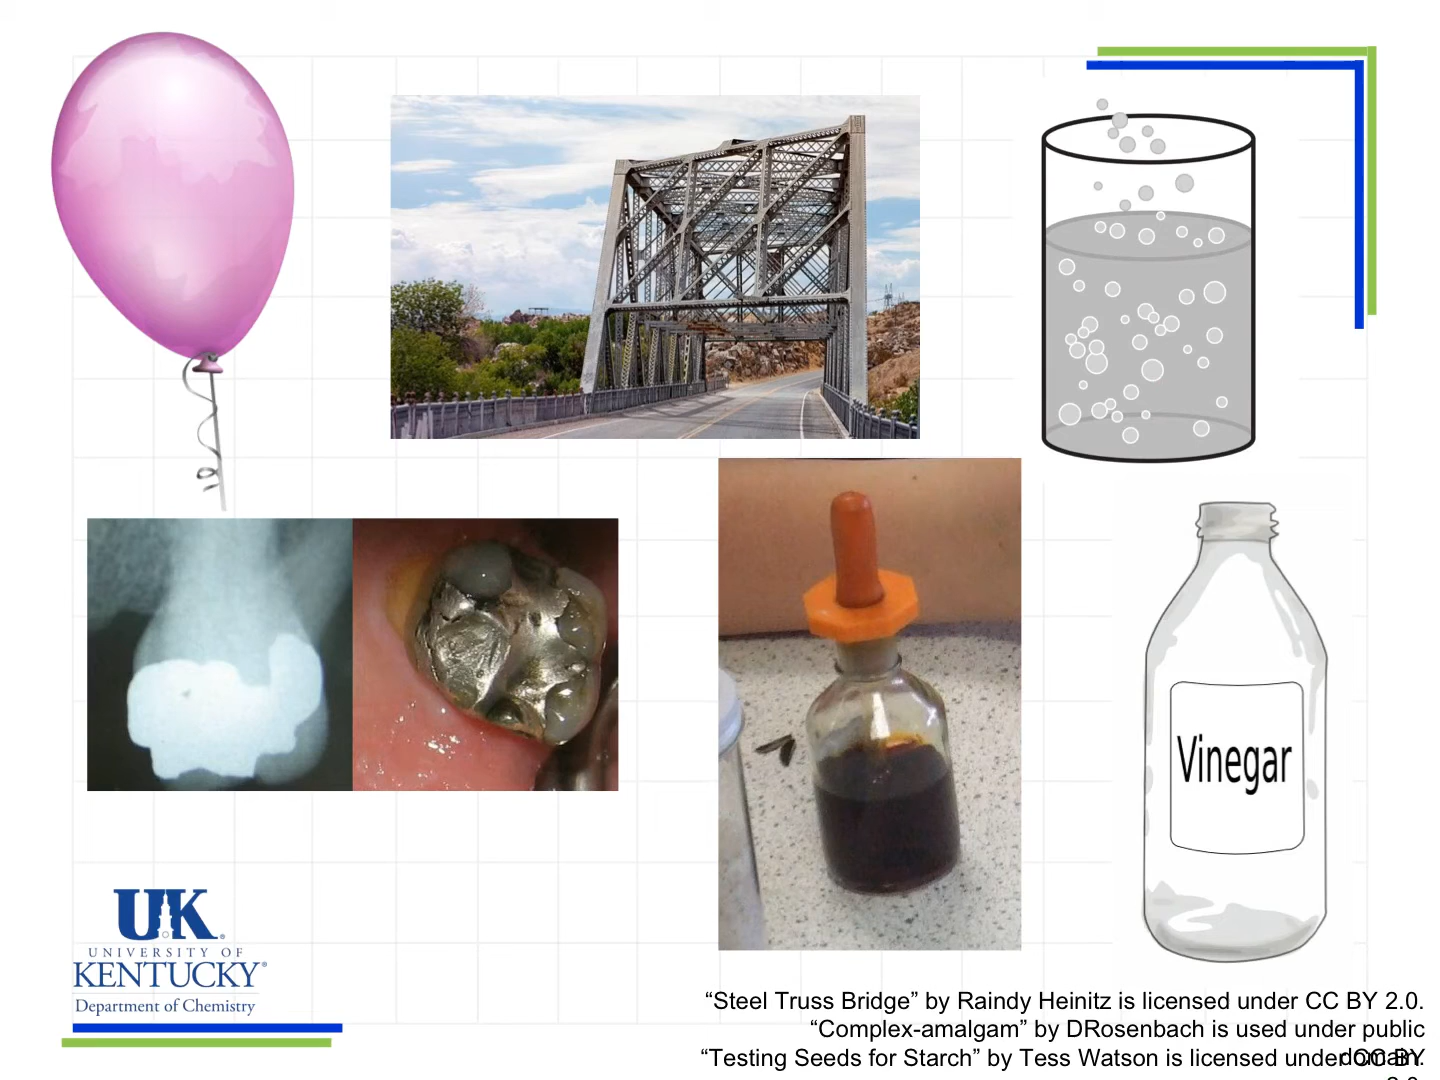 Vinegar
UK
UNIVERSITY OF
KENTUCKY®
Department of Chemistry
“Steel Truss Bridge” by Raindy Heinitz is licensed under CC BY 2.0.
“Complex-amalgam” by DRosenbach is used under public
domain.
“Testing Seeds for Starch” by Tess Watson is licensed under CC BY